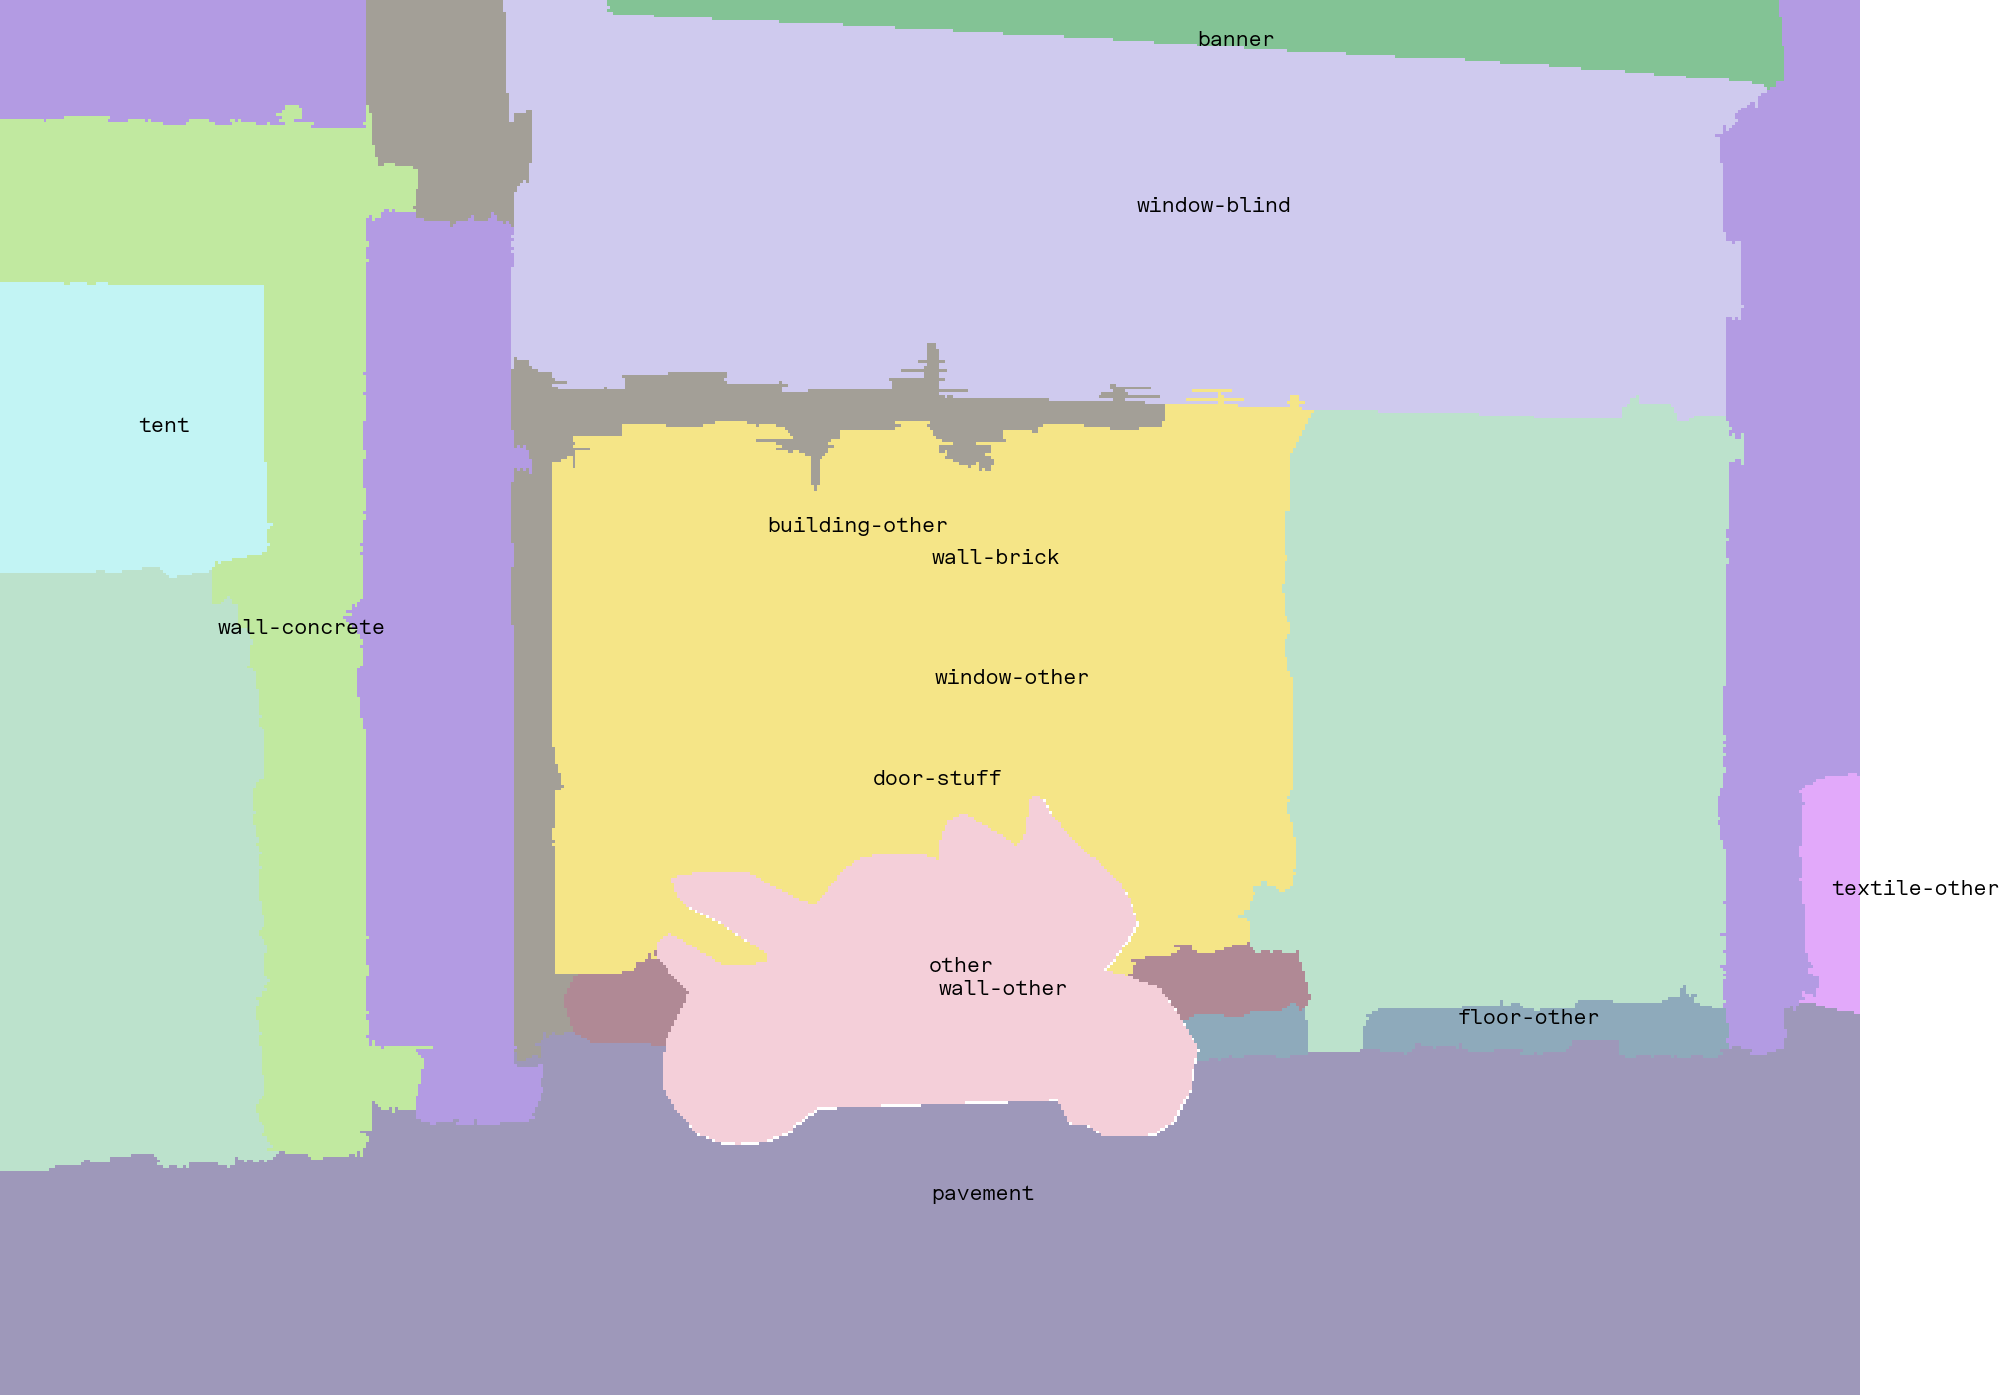 banner
window-blind
tent
building-other
wall-brick
wall-concrete
window-other
door-stuff
textile-other
other
wall-other
floor-other
pavement